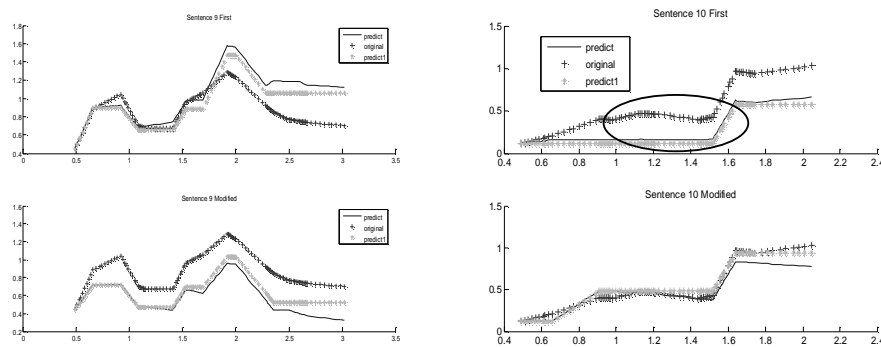 Sentence 9 First
1.8
1.6
1.4
1.2
1
0.8
0.6
0.4
0 0.5 1 1.5 2 2.5 3 3.5
predict
original
predict1
Sentence 10 First
1.5
1
0.5
0
0.4 0.6 0.8 1 1.2 1.4 1.6 1.8 2 2.2 2.4
predict
original
predict1
Sentence 9 Modified
1.4
1.2
1
0.8
0.6
0.4
0.2
0 0.5 1 1.5 2 2.5 3 3.5
predict
original
predict1
Sentence 10 Modified
1.5
1
0.5
0
0.4 0.6 0.8 1 1.2 1.4 1.6 1.8 2 2.2 2.4